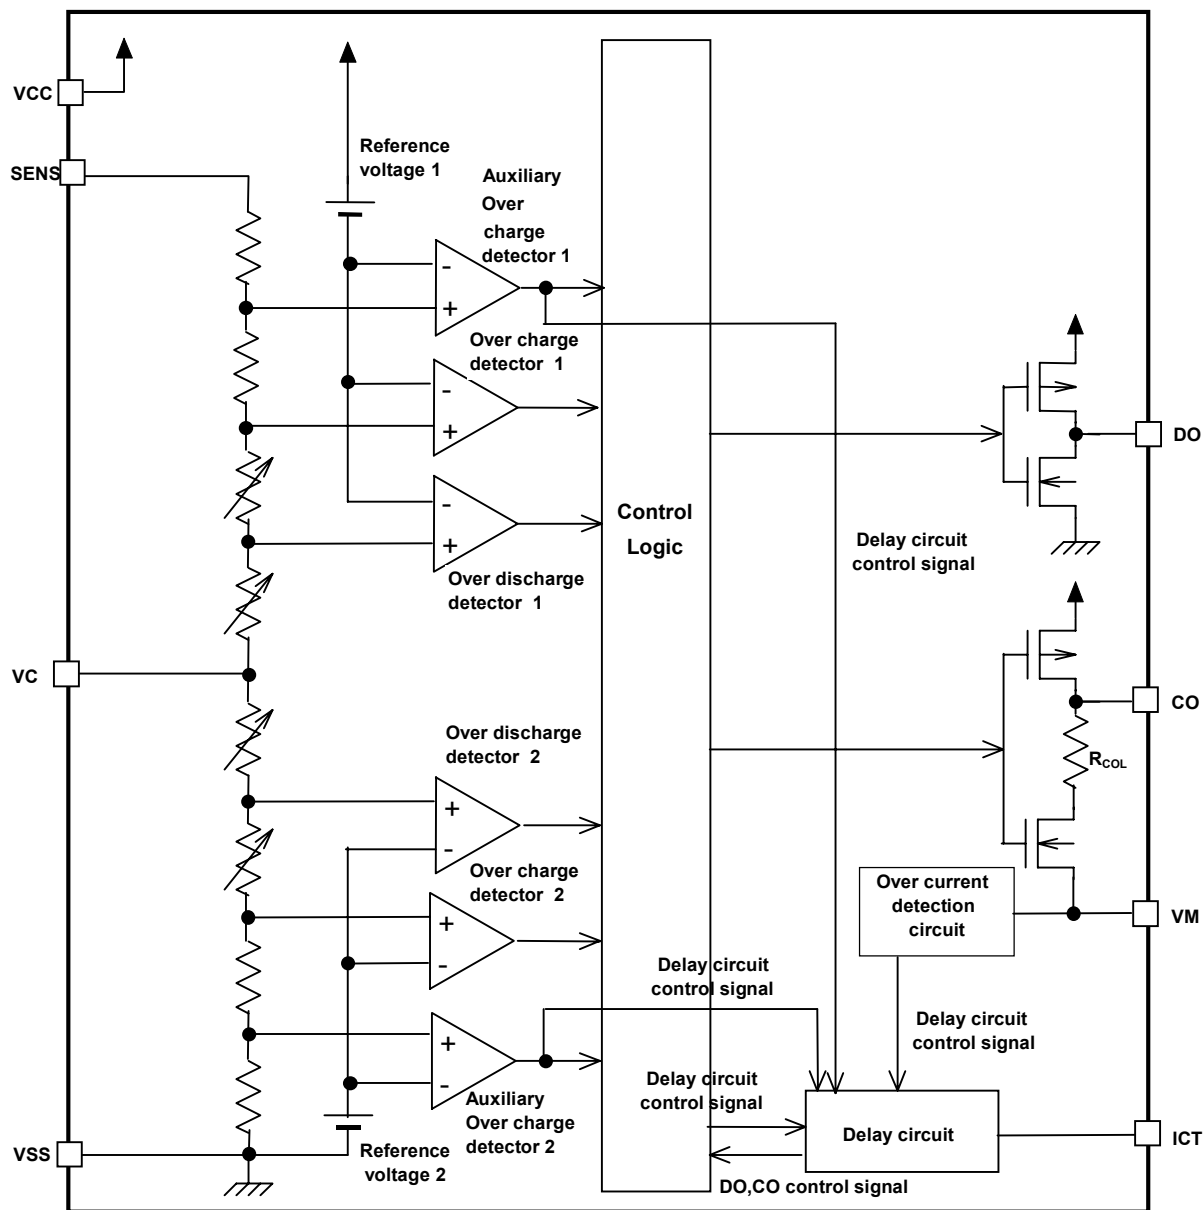 VCC
SENS
Reference
voltage 1
Auxiliary
Over
charge
detector 1
-
+
Over charge
detector 1
-
+
-
+
Over discharge
detector 1
Control
Logic
DO
Delay circuit
control signal
VC
CO
RCOL
Over discharge
detector 2
+
-
Over charge
detector 2
+
-
Over current
detection
circuit
VM
Delay circuit
control signal
Delay circuit
control signal
+
-
Auxiliary
Over charge
detector 2
Delay circuit
control signal
Delay circuit
ICT
VSS
Reference
voltage 2
DO,CO control signal